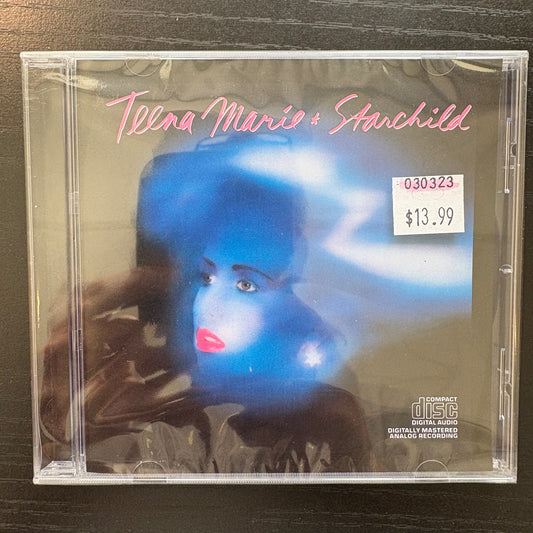 Teena Marie * Starchild
030323
$13.99
COMPACT
disc
DIGITAL AUDIO
DIGITALLY MASTERED
ANALOG RECORDING